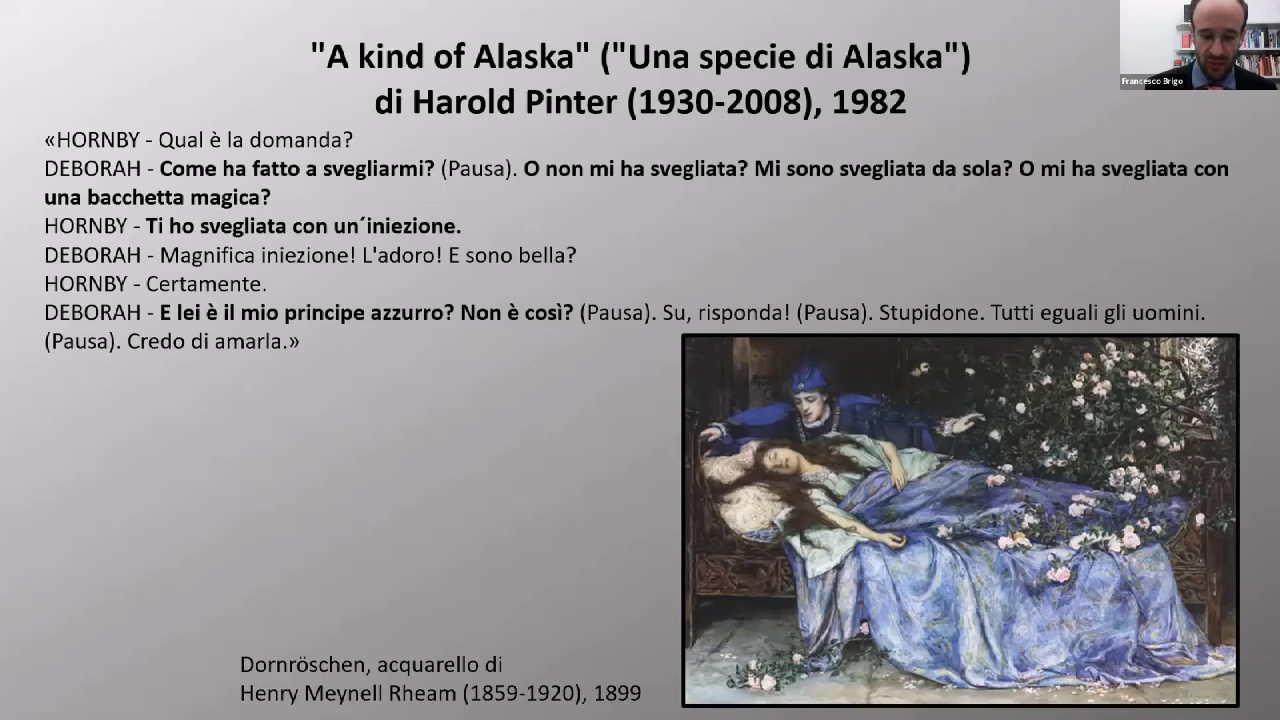 "A kind of Alaska" ("Una specie di Alaska")
di Harold Pinter (1930-2008), 1982
Francesco Brigo
«HORNBY - Qual è la domanda?
DEBORAH - Come ha fatto a svegliarmi? (Pausa). O non mi ha svegliata? Mi sono svegliata da sola? O mi ha svegliata con
una bacchetta magica?
HORNBY - Ti ho svegliata con un´iniezione.
DEBORAH - Magnifica iniezione! L'adoro! E sono bella?
HORNBY - Certamente.
DEBORAH - E lei è il mio principe azzurro? Non è così? (Pausa). Su, risponda! (Pausa). Stupidone. Tutti eguali gli uomini.
(Pausa). Credo di amarla.»
Dornröschen, acquarello di
Henry Meynell Rheam (1859-1920), 1899